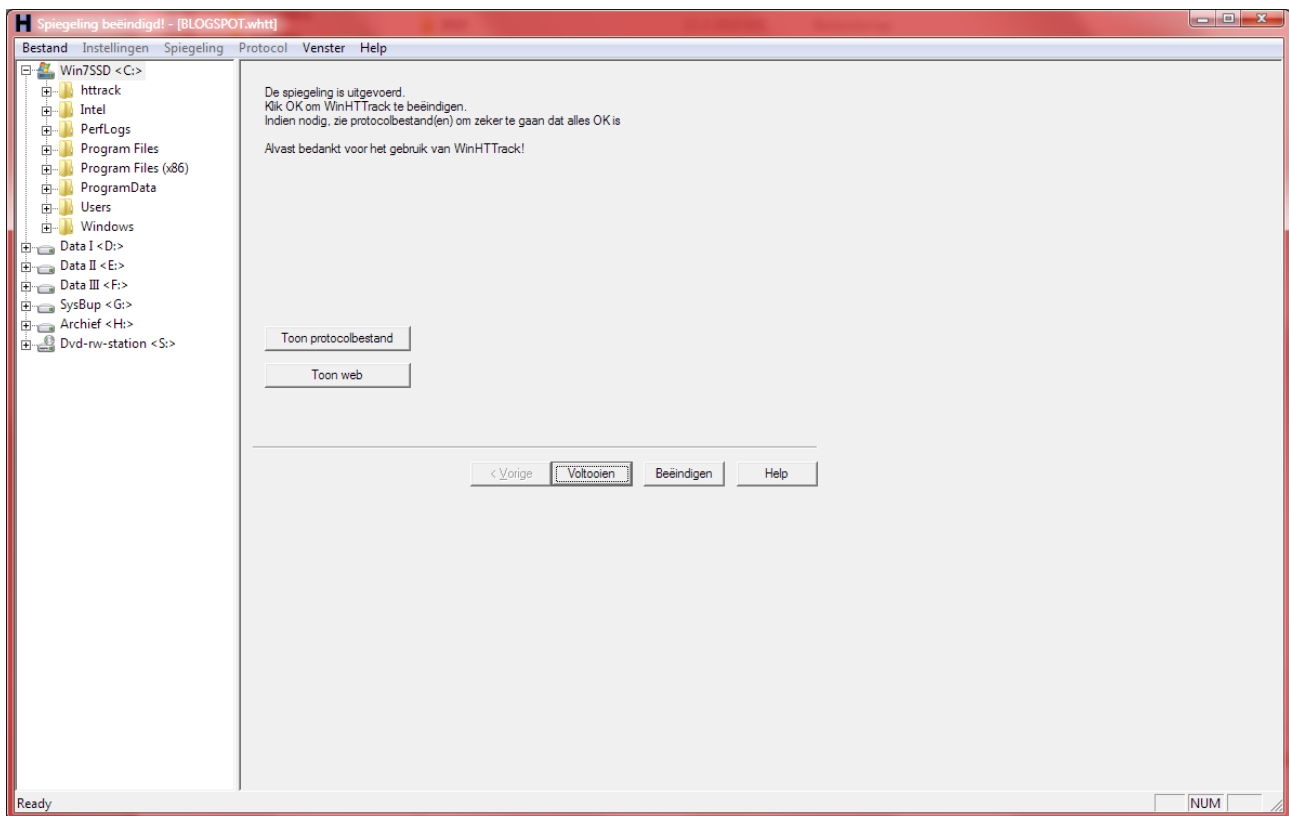 Spiegeling beëindigd! - [BLOGSPOT.whtt]
Bestand Instellingen Spiegeling Protocol Venster Help
Win7SSD <C:>
httrack
Intel
PerfLogs
Program Files
Program Files (x86)
ProgramData
Users
Windows
Data I <D:>
Data II <E:>
Data III <F:>
SysBup <G:>
Archief <H:>
Dvd-rw-station <S:>
De spiegeling is uitgevoerd.
Klik OK om WinHTTrack te beëindigen.
Indien nodig, zie protocolbestand(en) om zeker te gaan dat alles OK is
Alvast bedankt voor het gebruik van WinHTTrack!
Toon protocolbestand
Toon web
< Vorige Voltooien Beëindigen Help
Ready NUM